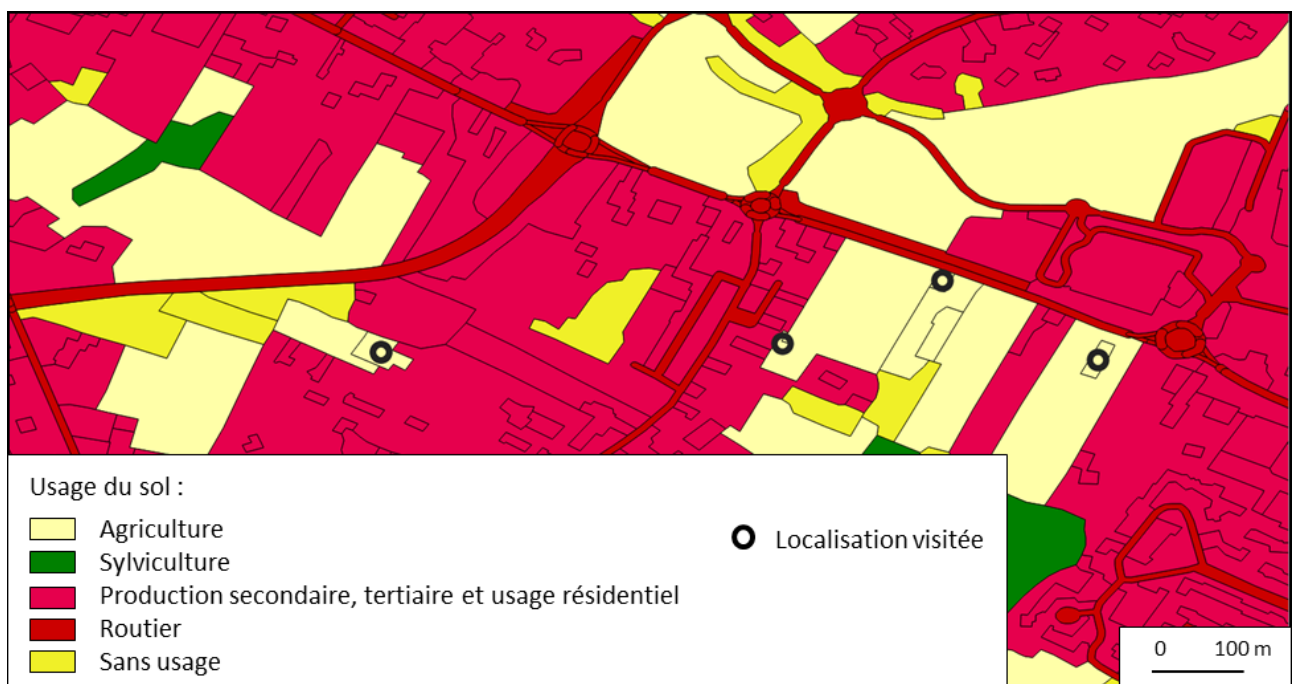 Usage du sol :
Agriculture
Sylviculture
Production secondaire, tertiaire et usage résidentiel
Routier
Sans usage
Localisation visitée
0 100 m